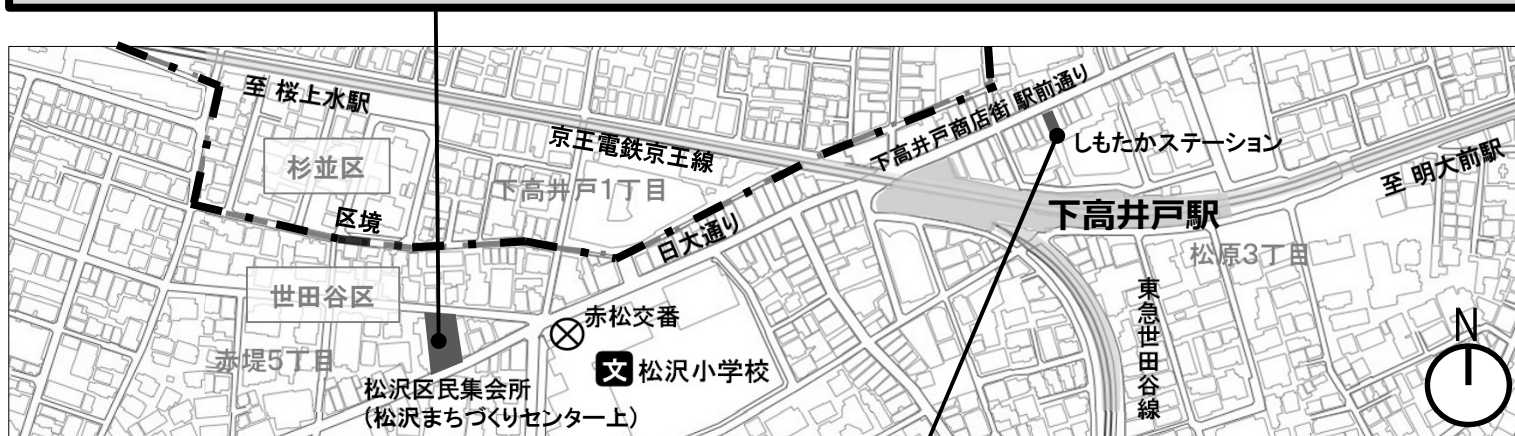 至 桜上水駅
京王電鉄京王線
下高井戸商店街 駅前通り
しもたかステーション
至 明大前駅
杉並区
下高井戸1丁目
区境
日大通り
下高井戸駅
松原3丁目
世田谷区
赤松交番
東急世田谷線
N
赤堤5丁目
文 松沢小学校
松沢区民集会所
(松沢まちづくりセンター上)